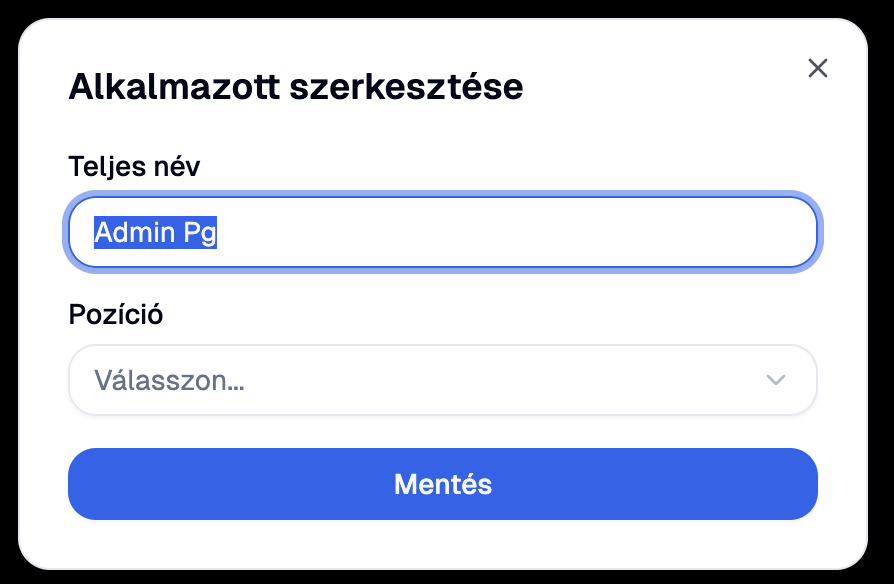 Alkalmazott szerkesztése
Teljes név
Admin Pg
Pozíció
Válasszon...
Mentés